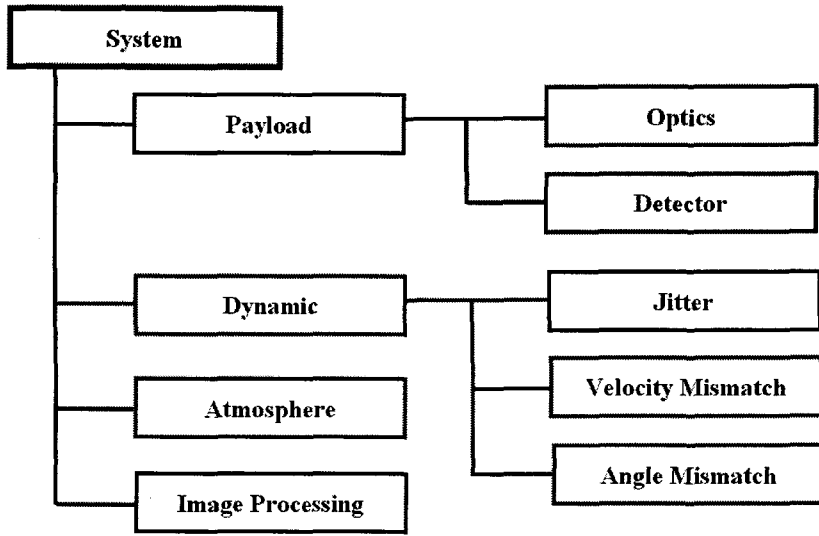 System
Payload
Optics
Detector
Dynamic
Jitter
Velocity Mismatch
Atmosphere
Angle Mismatch
Image Processing